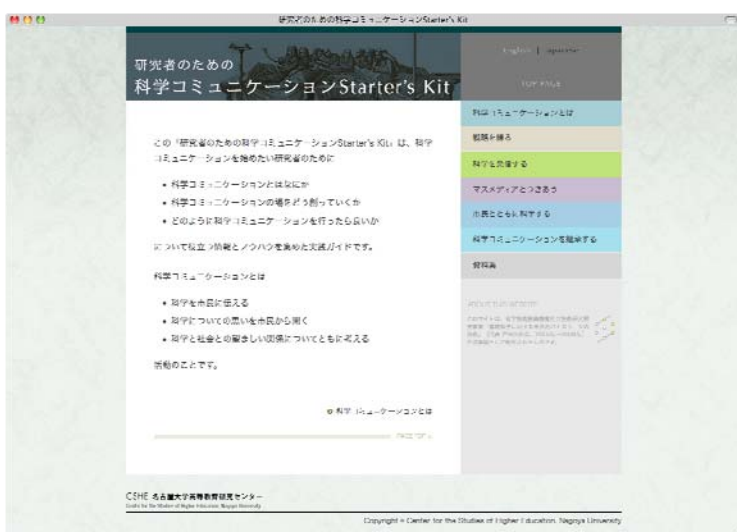 研究者のための科学コミュニケーションStarter's Kit
研究者のための
科学コミュニケーションStarter's Kit
English | Japanese
TOP PAGE
科学コミュニケーションとは
戦略を練る
科学を発信する
マスメディアとつきあう
市民とともに科学する
科学コミュニケーションを継承する
資料集
この『研究者のための科学コミュニケーションStarter's Kit』は、科学
コミュニケーションを始めたい研究者のために
• 科学コミュニケーションとはなにか
• 科学コミュニケーションの場をどう創っていくか
• どのように科学コミュニケーションを行ったら良いか
について役立つ情報とノウハウを集めた実践ガイドです。
科学コミュニケーションとは
• 科学を市民に伝える
• 科学についての思いを市民から聞く
• 科学と社会との望ましい関係についてともに考える
活動のことです。
科学コミュニケーションとは
PAGE TOP
ABOUT THIS WEBSITE
CSHE 名古屋大学高等教育研究センター
Center for the Studies of Higher Education, Nagoya University
Copyright © Center for the Studies of Higher Education, Nagoya University